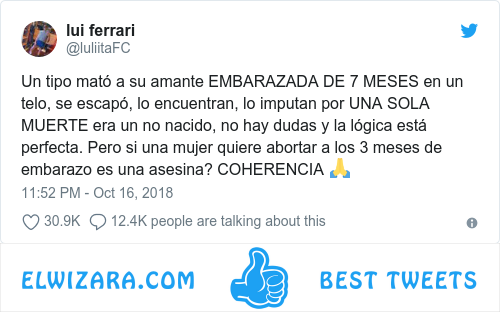 lui ferrari
@luliitaFC
Un tipo mató a su amante EMBARAZADA DE 7 MESES en un
telo, se escapó, lo encuentran, lo imputan por UNA SOLA
MUERTE era un no nacido, no hay dudas y la lógica está
perfecta. Pero si una mujer quiere abortar a los 3 meses de
embarazo es una asesina? COHERENCIA 🙏
11:52 PM - Oct 16, 2018
30.9K 12.4K people are talking about this
ELWIZARA.COM BEST TWEETS